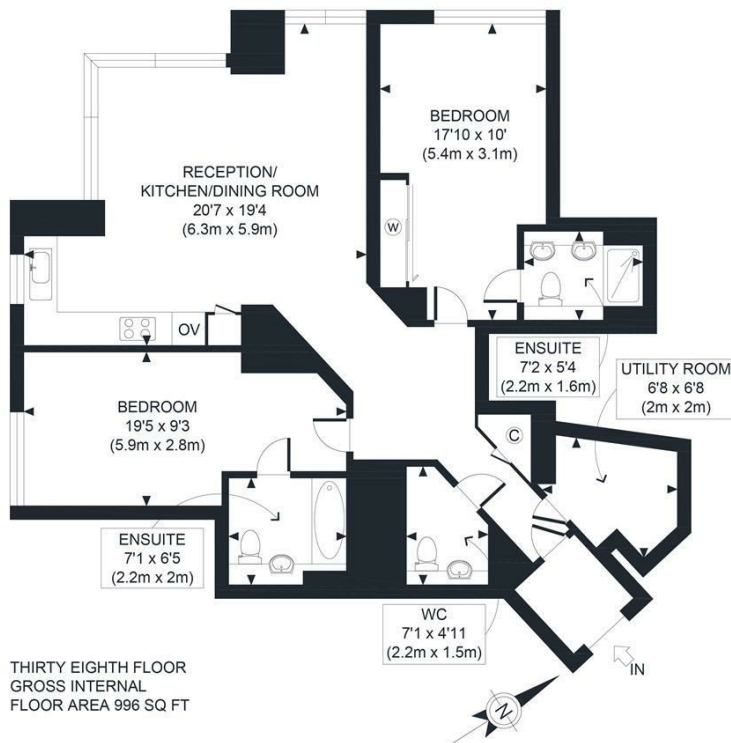 BEDROOM
17'10 x 10'
(5.4m x 3.1m)
RECEPTION/
KITCHEN/DINING ROOM
20'7 x 19'4
(6.3m x 5.9m)
W
OV
ENSUITE
7'2 x 5'4
(2.2m x 1.6m)
UTILITY ROOM
6'8 x 6'8
(2m x 2m)
BEDROOM
19'5 x 9'3
(5.9m x 2.8m)
C
ENSUITE
7'1 x 6'5
(2.2m x 2m)
WC
7'1 x 4'11
(2.2m x 1.5m)
THIRTY EIGHTH FLOOR
GROSS INTERNAL
FLOOR AREA 996 SQ FT
IN
N